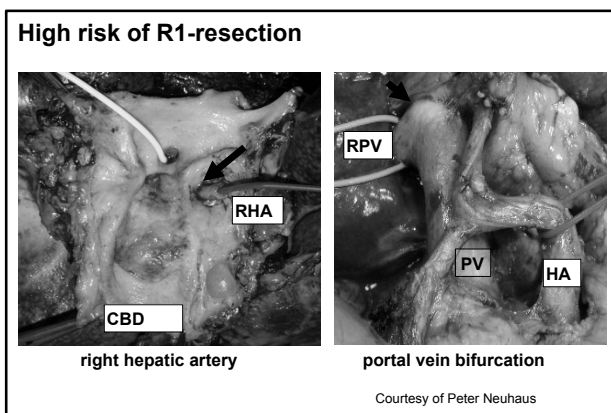 High risk of R1-resection
RHA
CBD
right hepatic artery
RPV
PV
HA
portal vein bifurcation
Courtesy of Peter Neuhaus